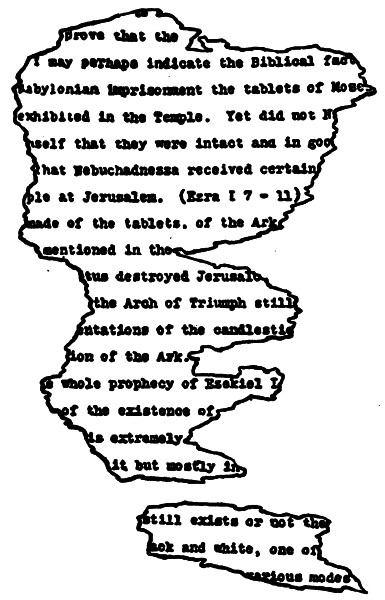 prove that the
I may perhaps indicate the Biblical fact
abylonian imprisonment the tablets of Mose
exhibited in the Temple. Yet did not N
self that they were intact and in goo
that Nebuchadnessa received certain
ple at Jerusalem. (Ezra I 7 - 11)
made of the tablets, of the Ark
mentioned in the
tus destroyed Jerusale
the Arch of Triumph still
entations of the candlestic
ion of the Ark.
whole prophecy of Ezekiel I
of the existence of
is extremely
it but mostly in
still exists or not the
ack and white, one of
various modes